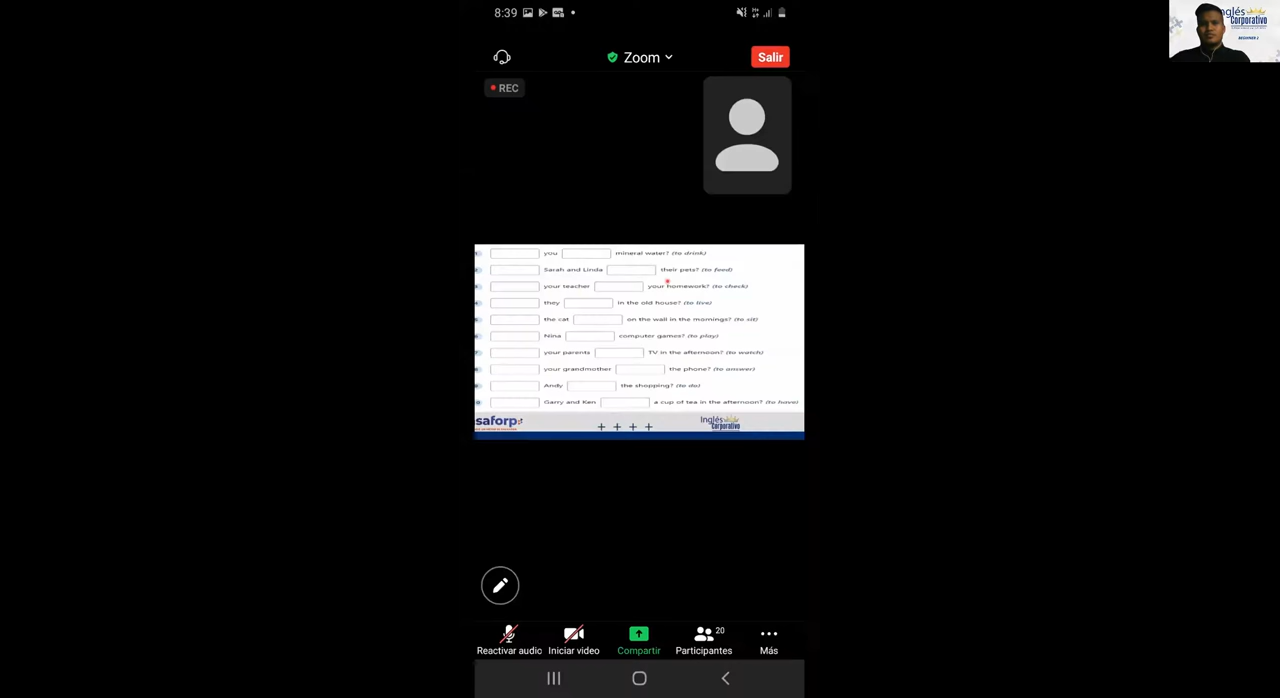 8:39
Zoom
Salir
REC
you mineral water? (to drink)
Sarah and Linda their pets? (to feed)
your teacher your homework? (to check)
they in the old house? (to live)
the cat on the wall in the mornings? (to sit)
Nina computer games? (to play)
your parents TV in the afternoon? (to watch)
your grandmother the phone? (to answer)
Andy the shopping? (to do)
Garry and Ken a cup of tea in the afternoon? (to have)
saforp
Inglés
Corporativo
Reactivar audio
Iniciar video
Compartir
20
Participantes
Más
nglés
Corporativo
BEGINNER 2